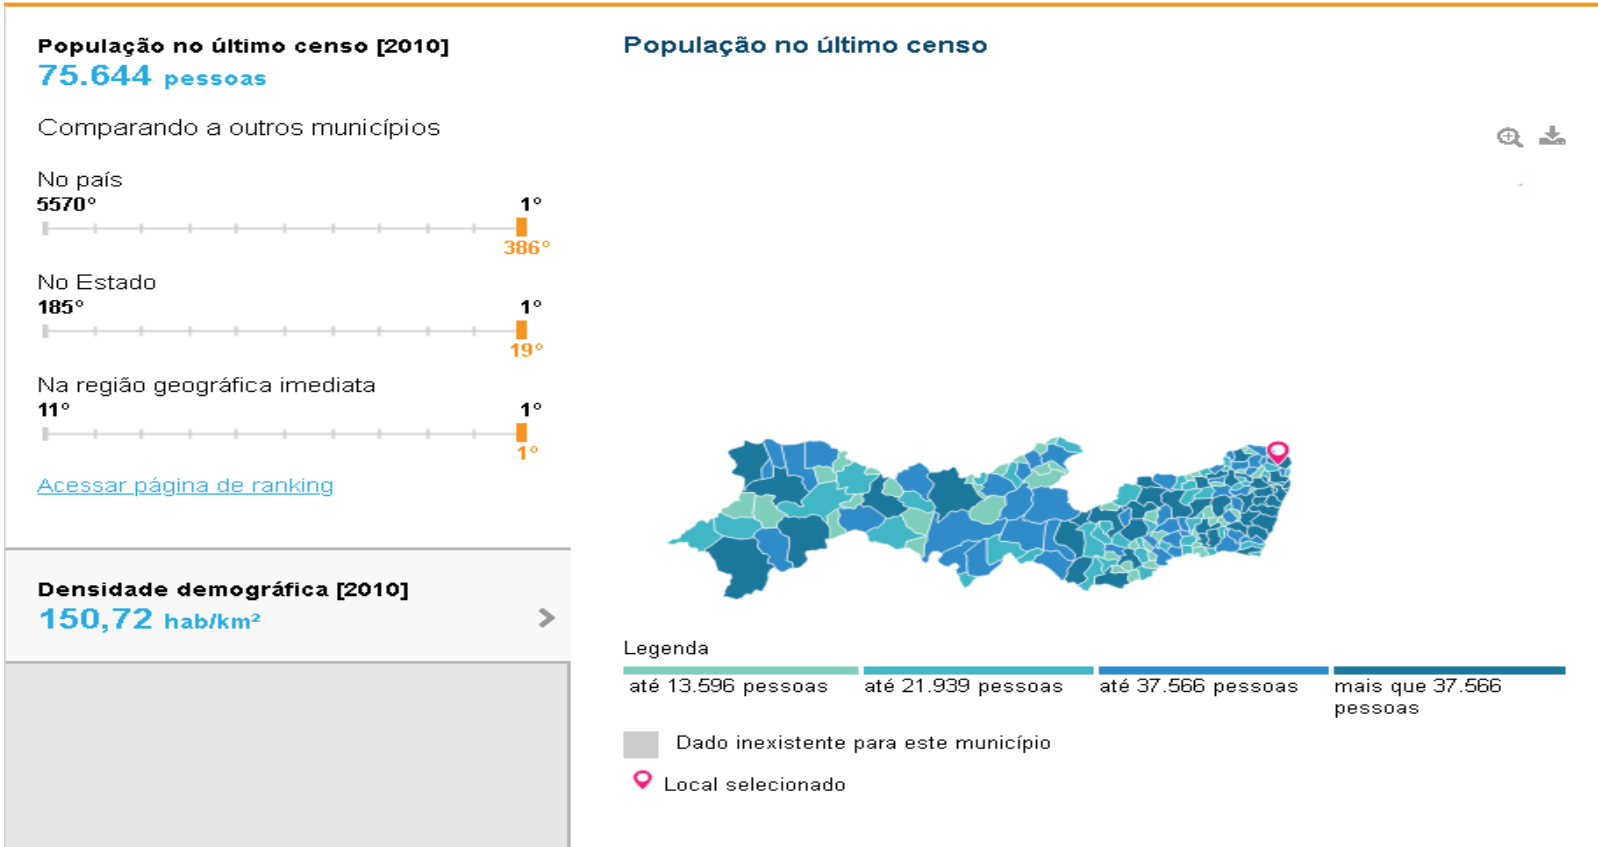 População no último censo [2010]
75.644 pessoas
Comparando a outros municípios
No país
5570° 1°
386°
No Estado
185° 1°
19°
Na região geográfica imediata
11° 1°
1°
Acessar página de ranking
Densidade demográfica [2010]
150,72 hab/km²
População no último censo
Legenda
até 13.596 pessoas
até 21.939 pessoas
até 37.566 pessoas
mais que 37.566
pessoas
Dado inexistente para este município
Local selecionado